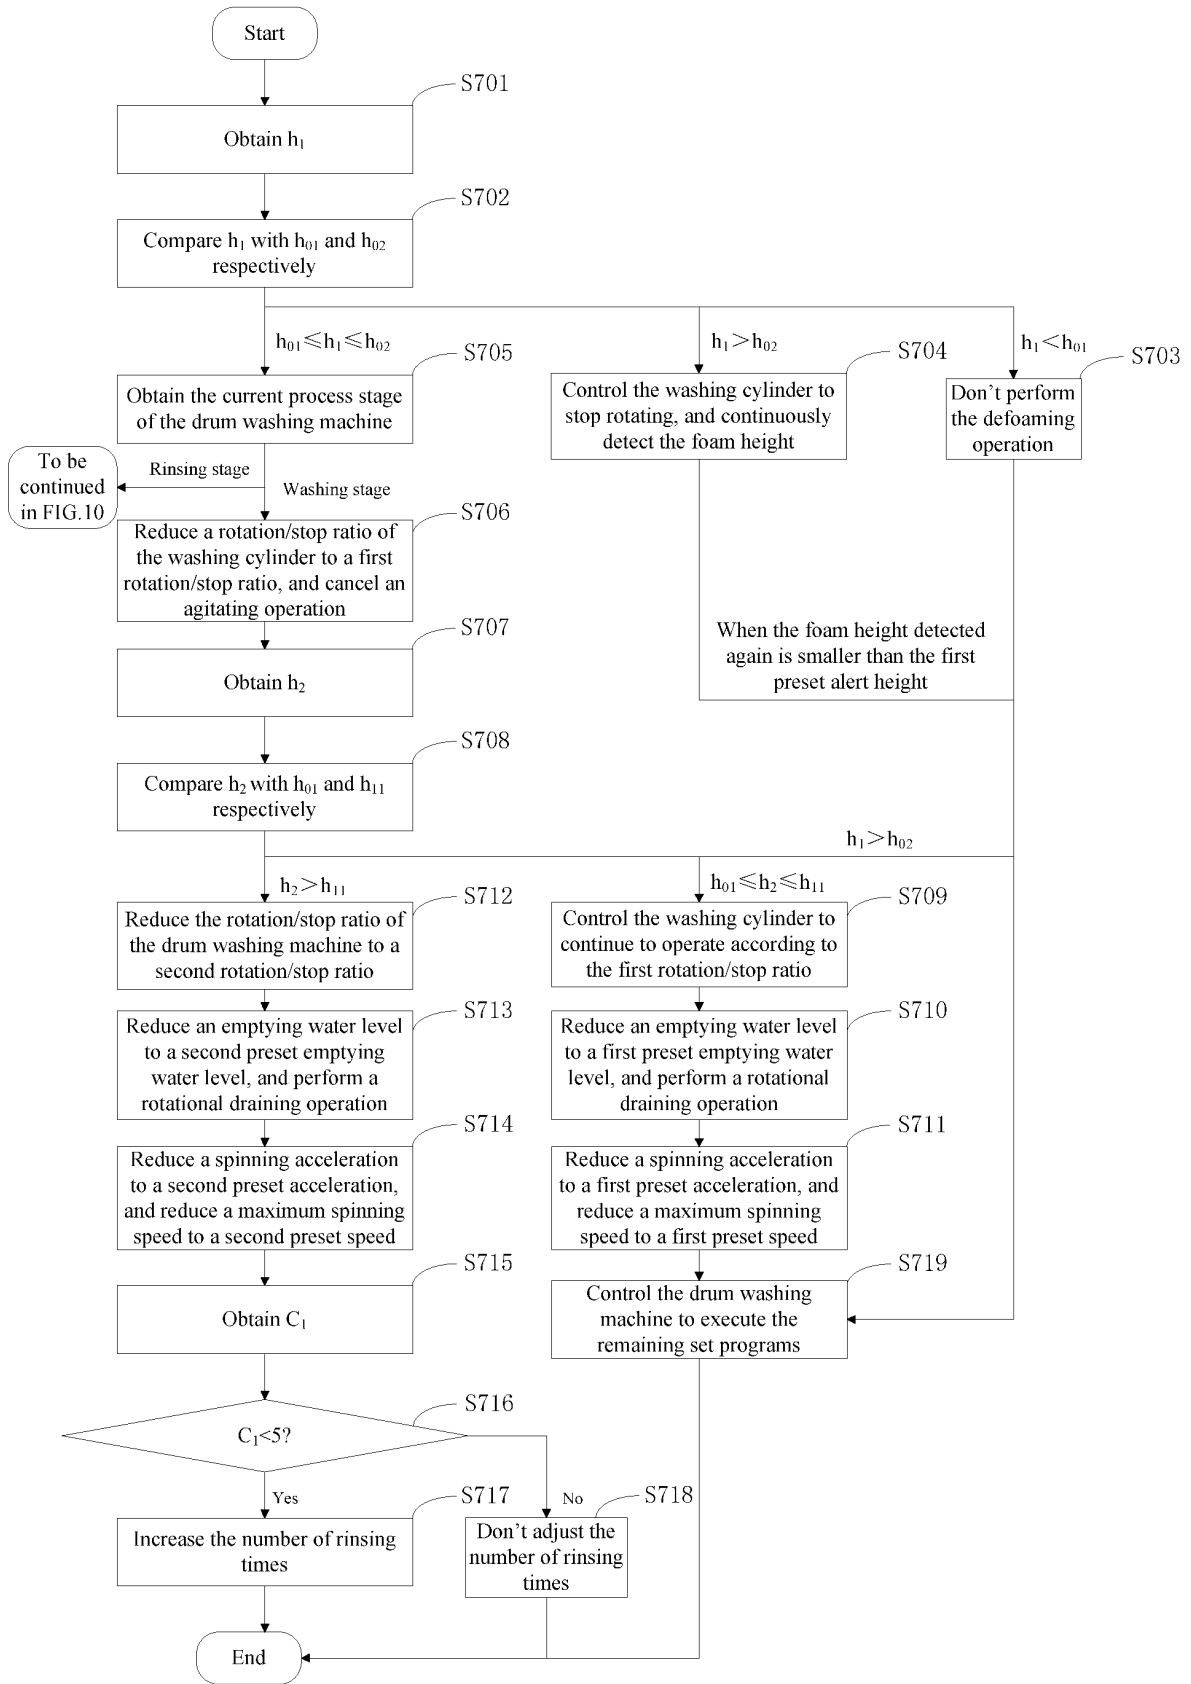 Start
S701
Obtain h₁
S702
Compare h₁ with h₀₁ and h₀₂
respectively
h₀₁≤h₁≤h₀₂
h₁>h₀₂
h₁<h₀₁
S705
Obtain the current process stage
of the drum washing machine
S704
Control the washing cylinder to
stop rotating, and continuously
detect the foam height
S703
Don't perform
the defoaming
operation
To be
continued
in FIG.10
Rinsing stage
Washing stage
S706
Reduce a rotation/stop ratio of
the washing cylinder to a first
rotation/stop ratio, and cancel an
agitating operation
S707
Obtain h₂
When the foam height detected
again is smaller than the first
preset alert height
S708
Compare h₂ with h₀₁ and h₁₁
respectively
h₁>h₀₂
h₂>h₁₁
h₀₁≤h₂≤h₁₁
S712
Reduce the rotation/stop ratio of
the drum washing machine to a
second rotation/stop ratio
S709
Control the washing cylinder to
continue to operate according to
the first rotation/stop ratio
S713
Reduce an emptying water level
to a second preset emptying
water level, and perform a
rotational draining operation
S710
Reduce an emptying water level
to a first preset emptying water
level, and perform a rotational
draining operation
S714
Reduce a spinning acceleration
to a second preset acceleration,
and reduce a maximum spinning
speed to a second preset speed
S711
Reduce a spinning acceleration
to a first preset acceleration, and
reduce a maximum spinning
speed to a first preset speed
S715
Obtain C₁
S719
Control the drum washing
machine to execute the
remaining set programs
S716
C₁<5?
Yes
No
S717
Increase the number of rinsing
times
S718
Don't adjust the
number of rinsing
times
End